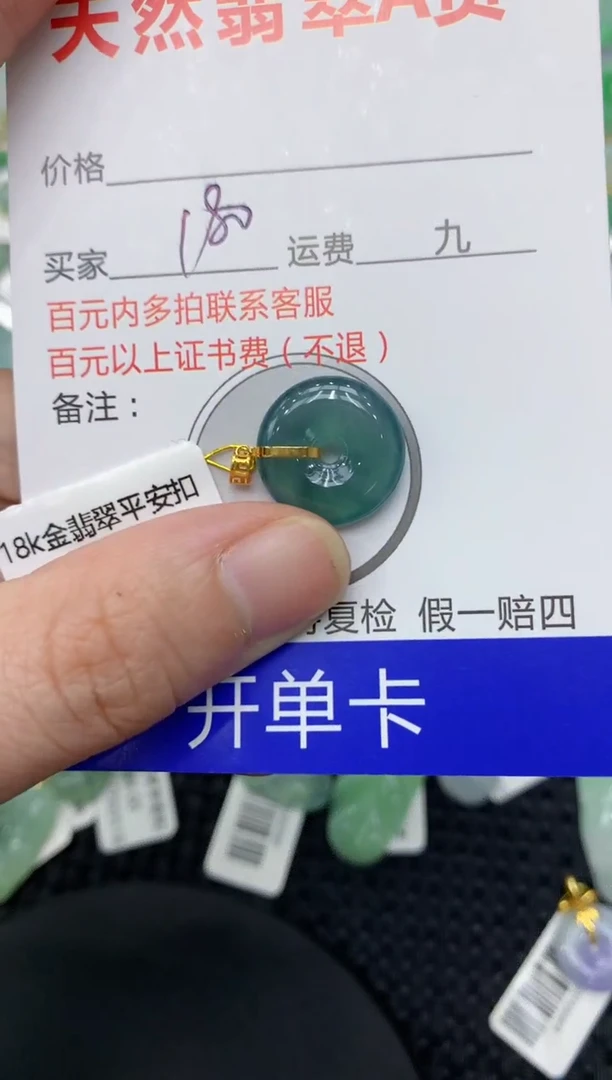 天然翡翠A货
价格
180
买家 运费 九
百元内多拍联系客服
百元以上证书费（不退）
备注：
18k金翡翠平安扣
复检 假一赔四
开单卡